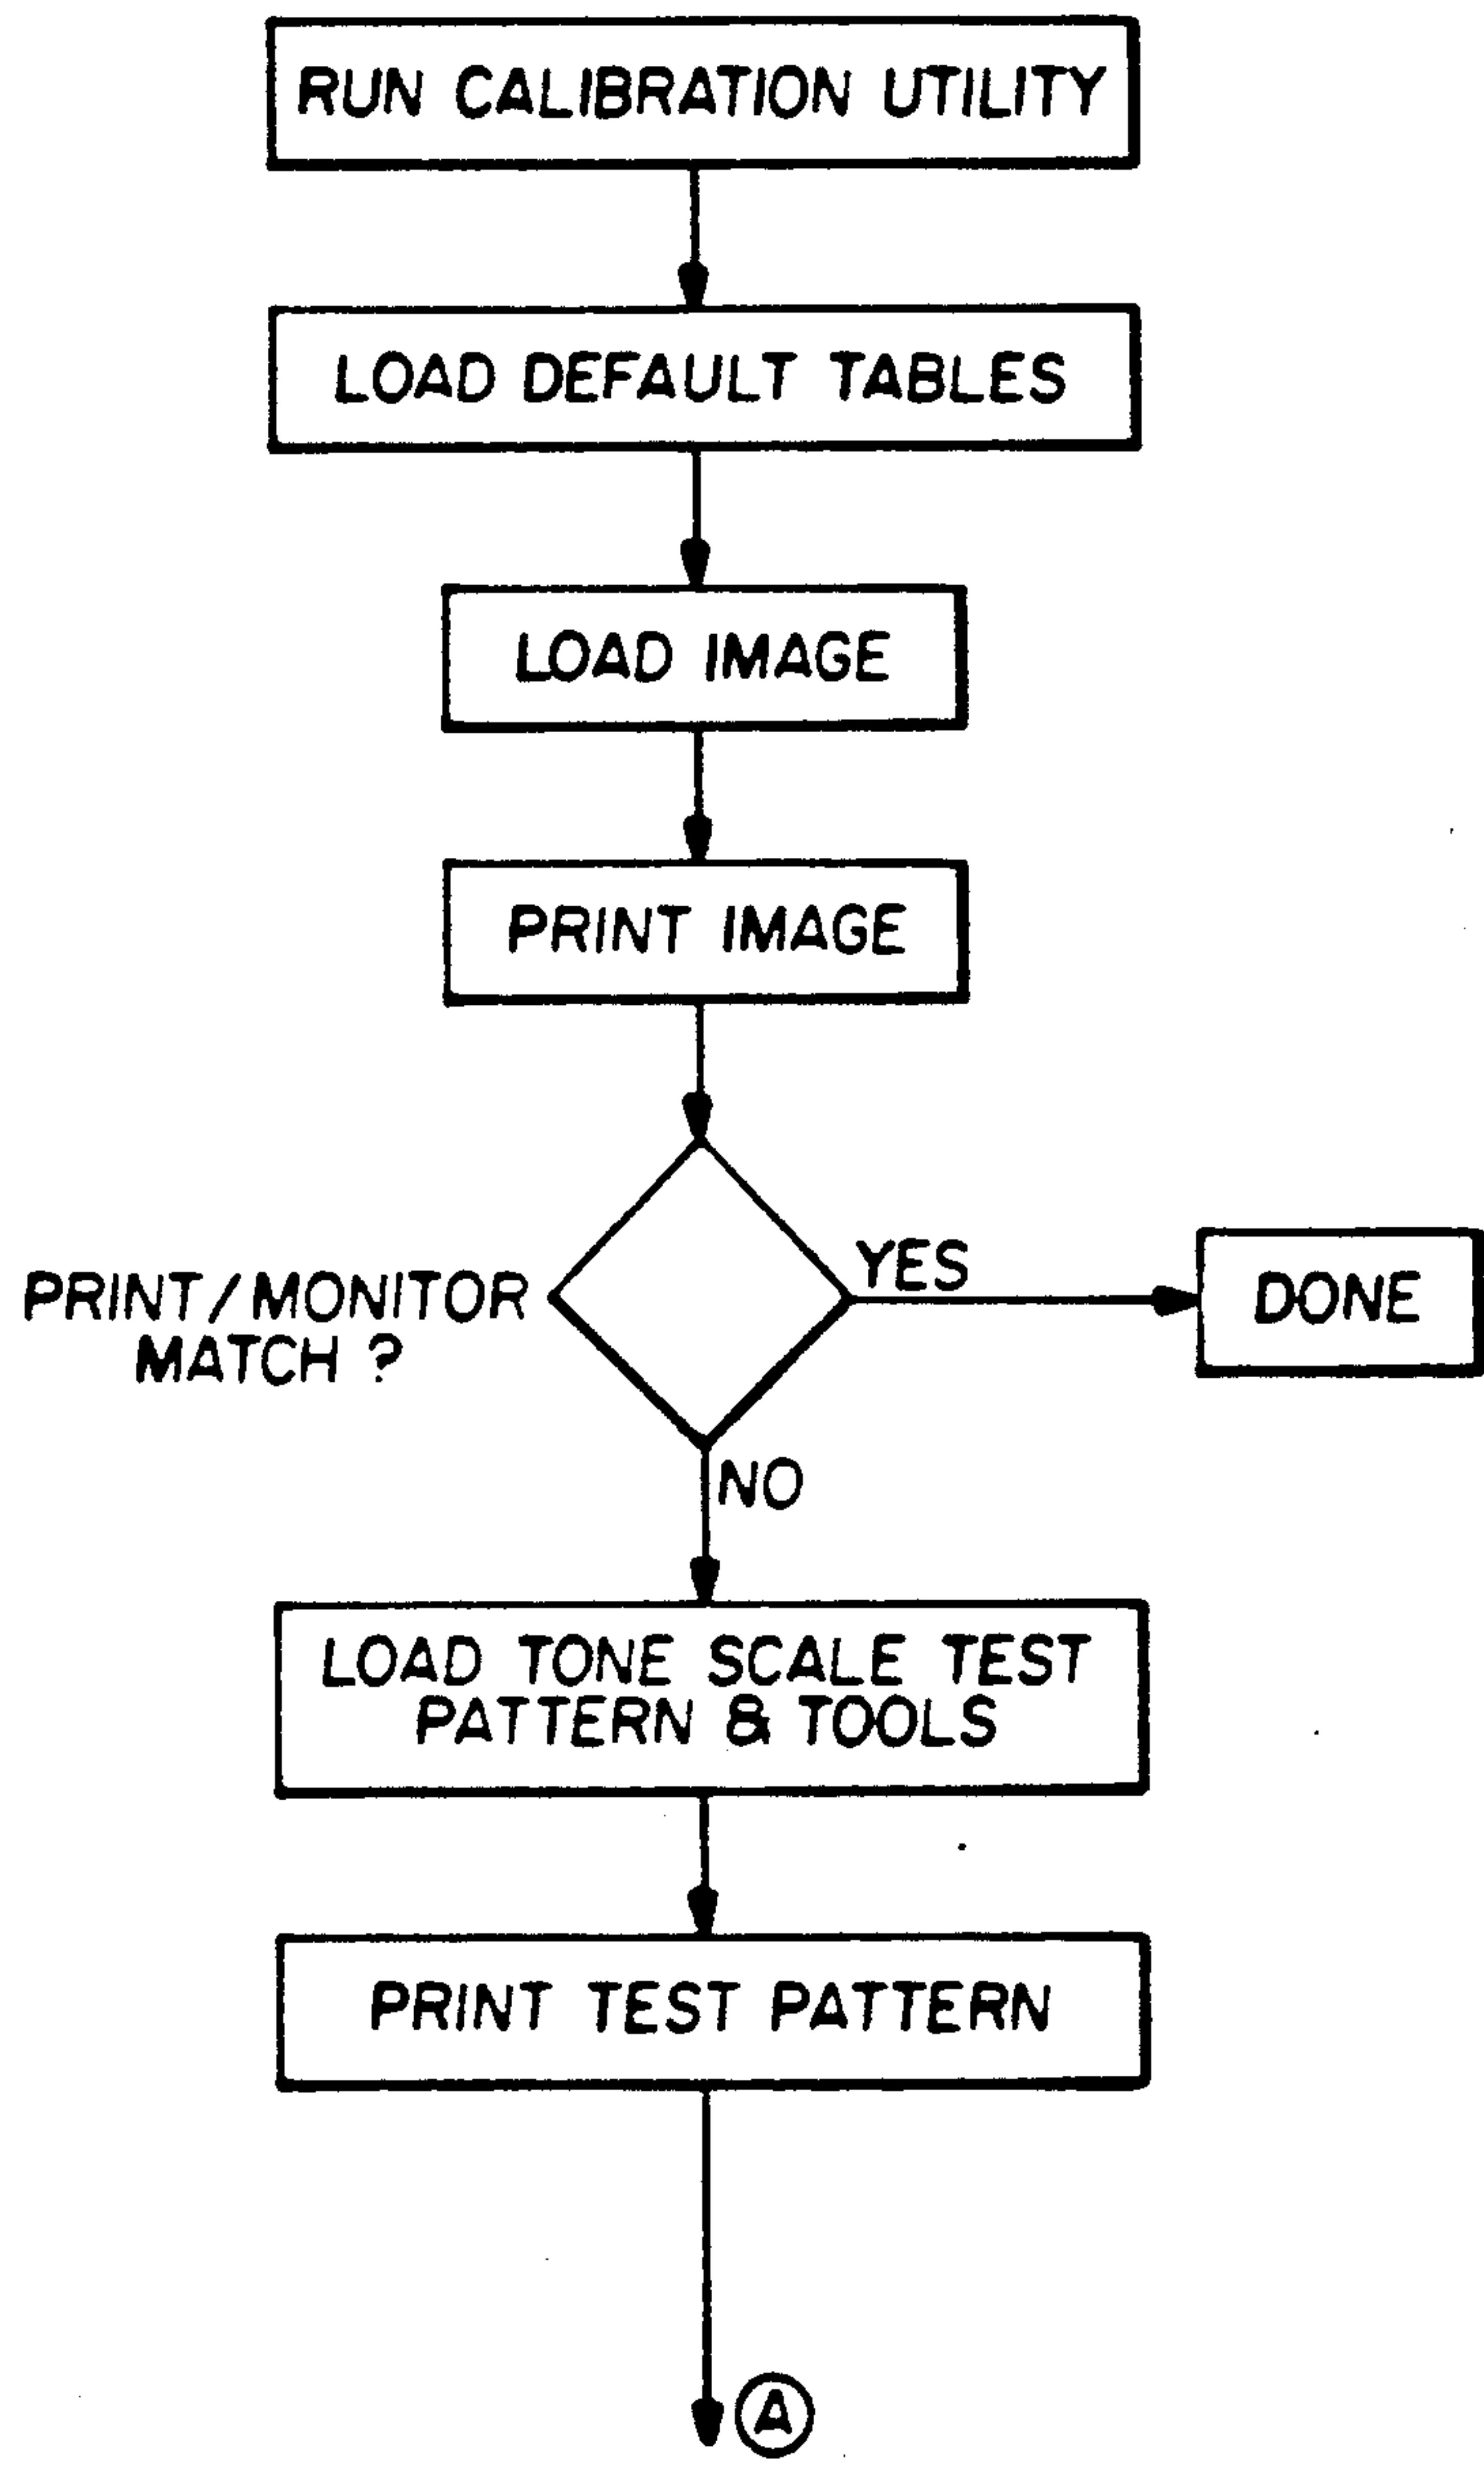 RUN CALIBRATION UTILITY
LOAD DEFAULT TABLES
LOAD IMAGE
PRINT IMAGE
PRINT/MONITOR
MATCH ?
YES
DONE
NO
LOAD TONE SCALE TEST
PATTERN & TOOLS
PRINT TEST PATTERN
A